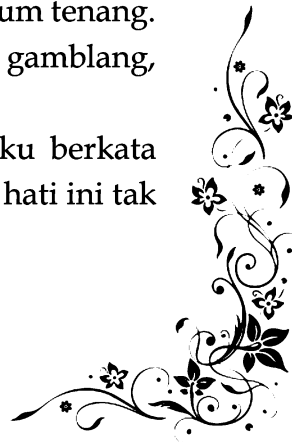 um tenang.
gamblang,
ku berkata
hati ini tak